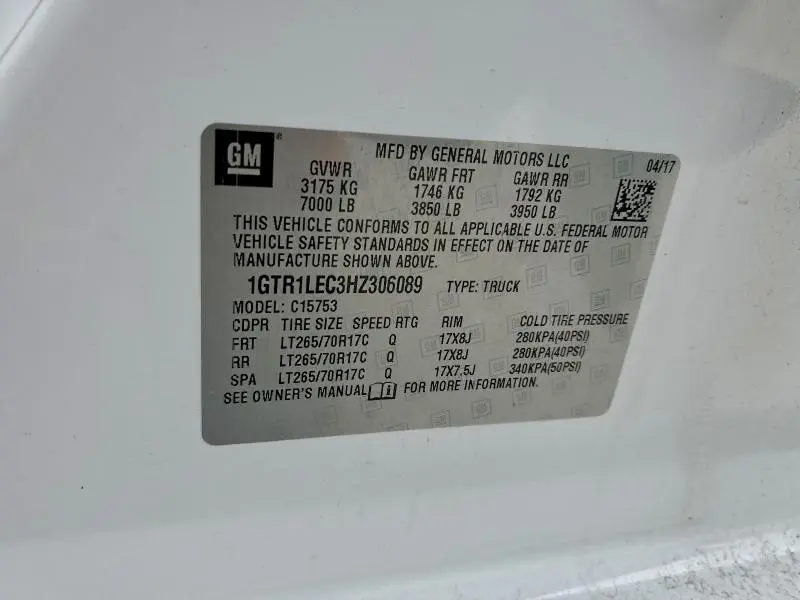 GM
MFD BY GENERAL MOTORS LLC 04/17
GVWR GAWR FRT GAWR RR
3175 KG 1746 KG 1792 KG
7000 LB 3850 LB 3950 LB
THIS VEHICLE CONFORMS TO ALL APPLICABLE U.S. FEDERAL MOTOR
VEHICLE SAFETY STANDARDS IN EFFECT ON THE DATE OF
MANUFACTURE SHOWN ABOVE.
1GTR1LEC3HZ306089 TYPE: TRUCK
MODEL: C15753
CDPR TIRE SIZE SPEED RTG RIM COLD TIRE PRESSURE
FRT LT265/70R17C Q 17X8J 280KPA(40PSI)
RR LT265/70R17C Q 17X8J 280KPA(40PSI)
SPA LT265/70R17C Q 17X7.5J 340KPA(50PSI)
SEE OWNER'S MANUAL i FOR MORE INFORMATION.